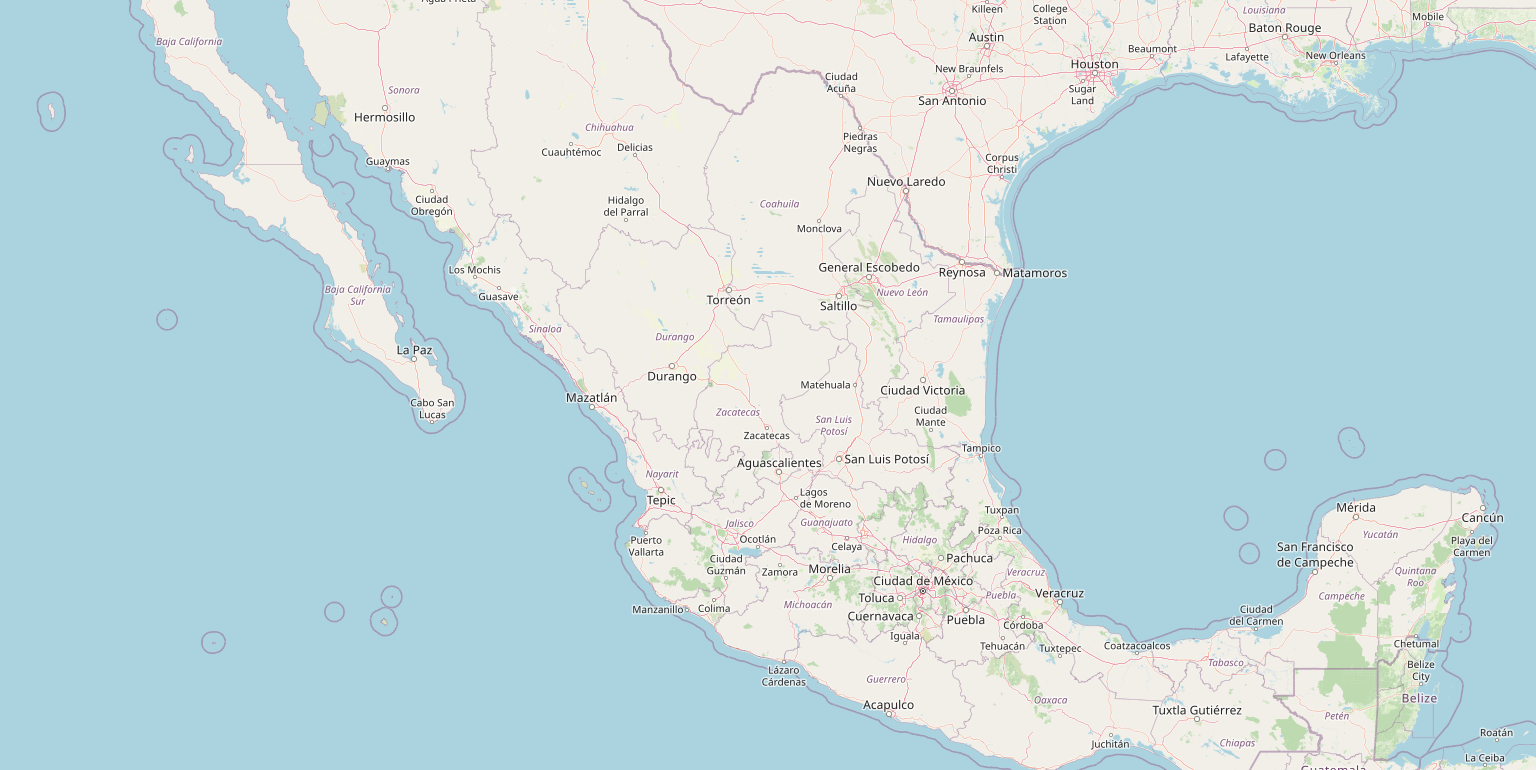 Agua Prieta
Killeen
College
Station
Louisiana
Mobile
Baja California
Austin
Baton Rouge
Beaumont
New Orleans
Lafayette
New Braunfels
Houston
Ciudad
Acuña
Sonora
San Antonio
Sugar
Land
Hermosillo
Chihuahua
Piedras
Negras
Cuauhtémoc
Delicias
Guaymas
Corpus
Christi
Nuevo Laredo
Ciudad
Obregón
Hidalgo
del Parral
Coahuila
Monclova
Los Mochis
General Escobedo
Reynosa
Matamoros
Baja California
Sur
Guasave
Torreón
Saltillo
Nuevo León
Sinaloa
Tamaulipas
Durango
La Paz
Durango
Matehuala
Ciudad Victoria
Mazatlán
Cabo San
Lucas
Zacatecas
San Luis
Potosí
Ciudad
Mante
Zacatecas
Tampico
Aguascalientes
San Luis Potosí
Nayarit
Tepic
Lagos
de Moreno
Tuxpan
Mérida
Cancún
Jalisco
Guanajuato
Poza Rica
Yucatán
Puerto
Vallarta
Ocotlán
Celaya
Hidalgo
Playa del
Carmen
San Francisco
de Campeche
Ciudad
Guzmán
Zamora
Morelia
Pachuca
Ciudad de México
Veracruz
Quintana
Roo
Toluca
Puebla
Veracruz
Campeche
Manzanillo
Colima
Michoacán
Cuernavaca
Puebla
Córdoba
Ciudad
del Carmen
Iguala
Tehuacán
Tuxtepec
Coatzacoalcos
Chetumal
Lázaro
Cárdenas
Guerrero
Tabasco
Belize
City
Belize
Acapulco
Oaxaca
Tuxtla Gutiérrez
Petén
Juchitán
Chiapas
Roatán
La Ceiba
Guatemala